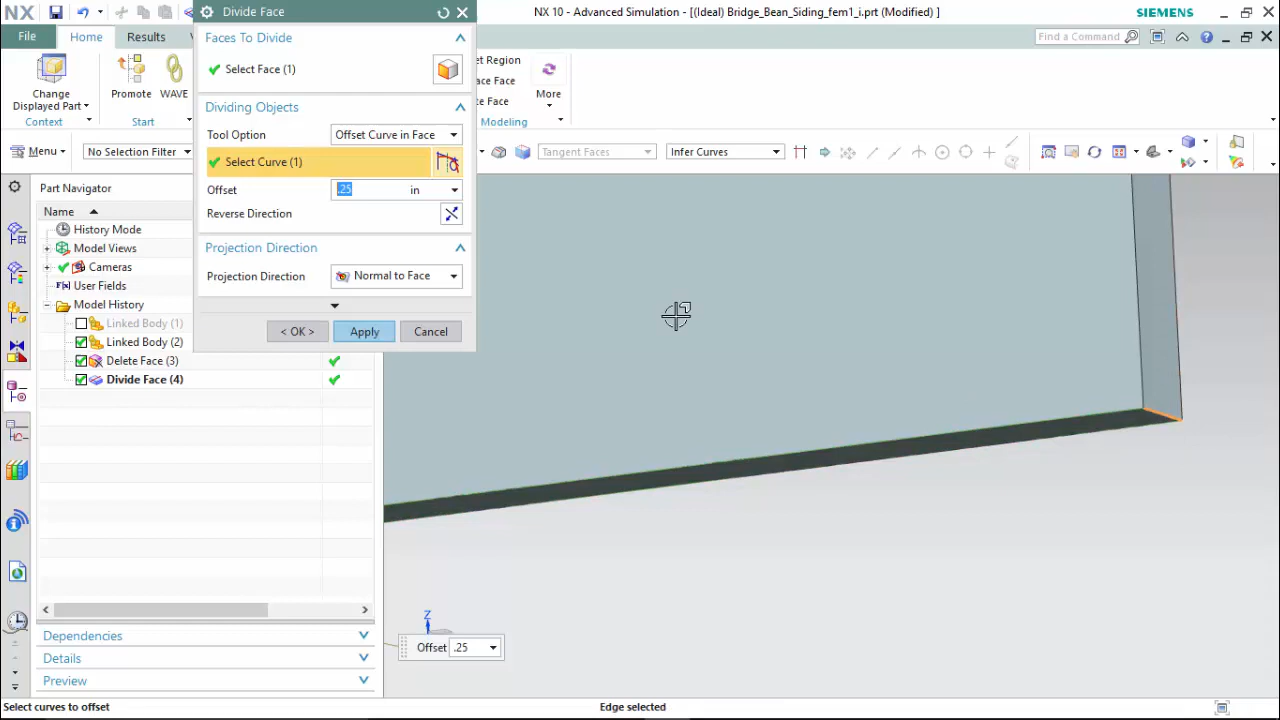 NX
Divide Face
NX 10 - Advanced Simulation - [(Ideal) Bridge_Bean_Siding_fem1_i.prt (Modified) ]
SIEMENS
File
Home
Results
Find a Command
Faces To Divide
Select Face (1)
Change
Displayed Part
Promote
WAVE
Context
Start
et Region
ace Face
e Face
More
Modeling
Dividing Objects
Tool Option
Offset Curve in Face
Menu
No Selection Filter
Select Curve (1)
Tangent Faces
Infer Curves
Offset
.25
in
Reverse Direction
Projection Direction
Projection Direction
Normal to Face
< OK >
Apply
Cancel
Part Navigator
Name
History Mode
Model Views
Cameras
User Fields
Model History
Linked Body (1)
Linked Body (2)
Delete Face (3)
Divide Face (4)
Dependencies
Details
Preview
Z
Offset
.25
Select curves to offset
Edge selected